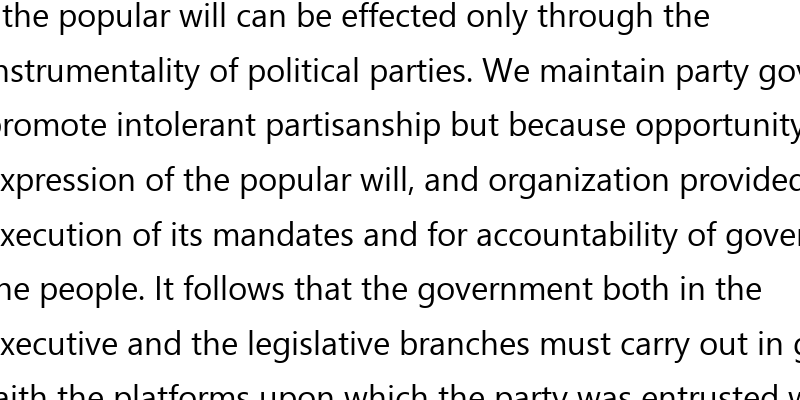 the popular will can be effected only through the
nstrumentality of political parties. We maintain party gov
promote intolerant partisanship but because opportunity
xpression of the popular will, and organization provided
xecution of its mandates and for accountability of gover
he people. It follows that the government both in the
xecutive and the legislative branches must carry out in g
aith the platforms upon which the party was entrusted w